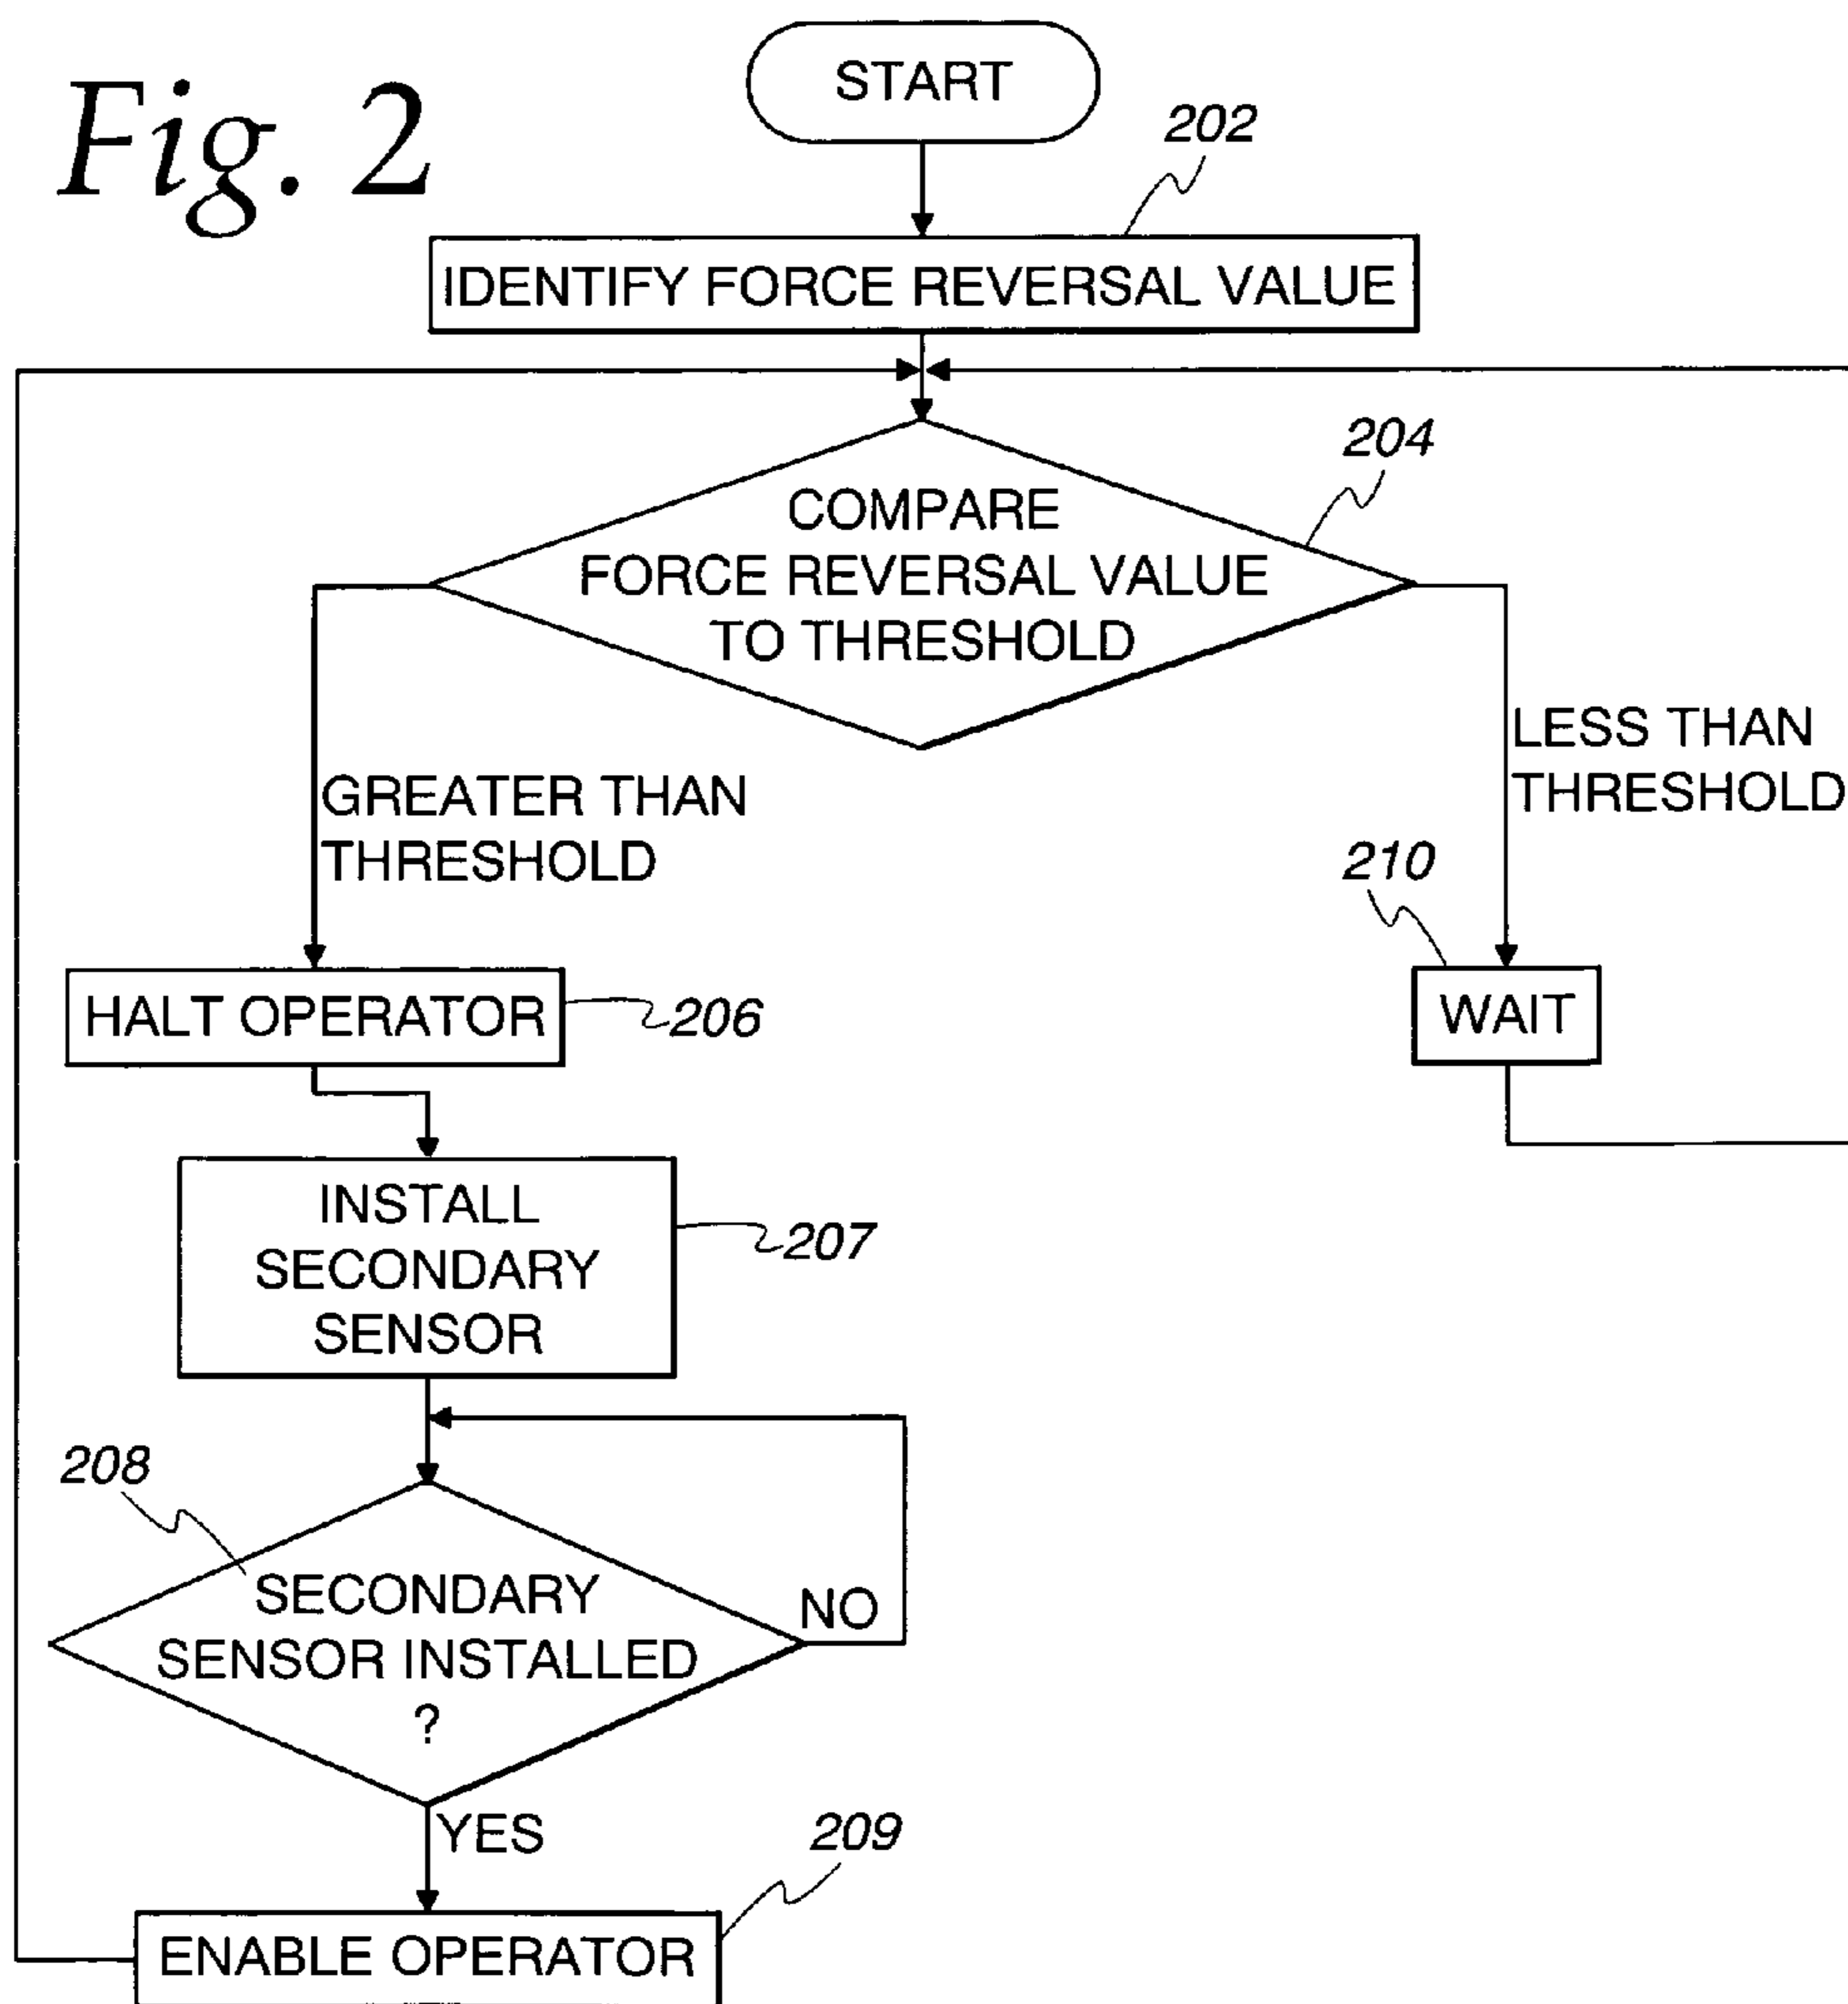 Fig. 2
START
202
IDENTIFY FORCE REVERSAL VALUE
204
COMPARE
FORCE REVERSAL VALUE
TO THRESHOLD
LESS THAN
THRESHOLD
GREATER THAN
THRESHOLD
210
HALT OPERATOR
206
WAIT
INSTALL
SECONDARY
SENSOR
207
208
SECONDARY
SENSOR INSTALLED
?
NO
YES
209
ENABLE OPERATOR